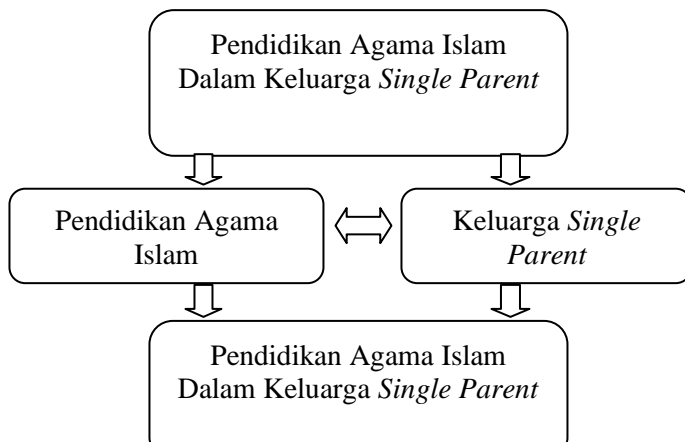 Pendidikan Agama Islam
Dalam Keluarga Single Parent
Pendidikan Agama
Islam
Keluarga Single
Parent
Pendidikan Agama Islam
Dalam Keluarga Single Parent